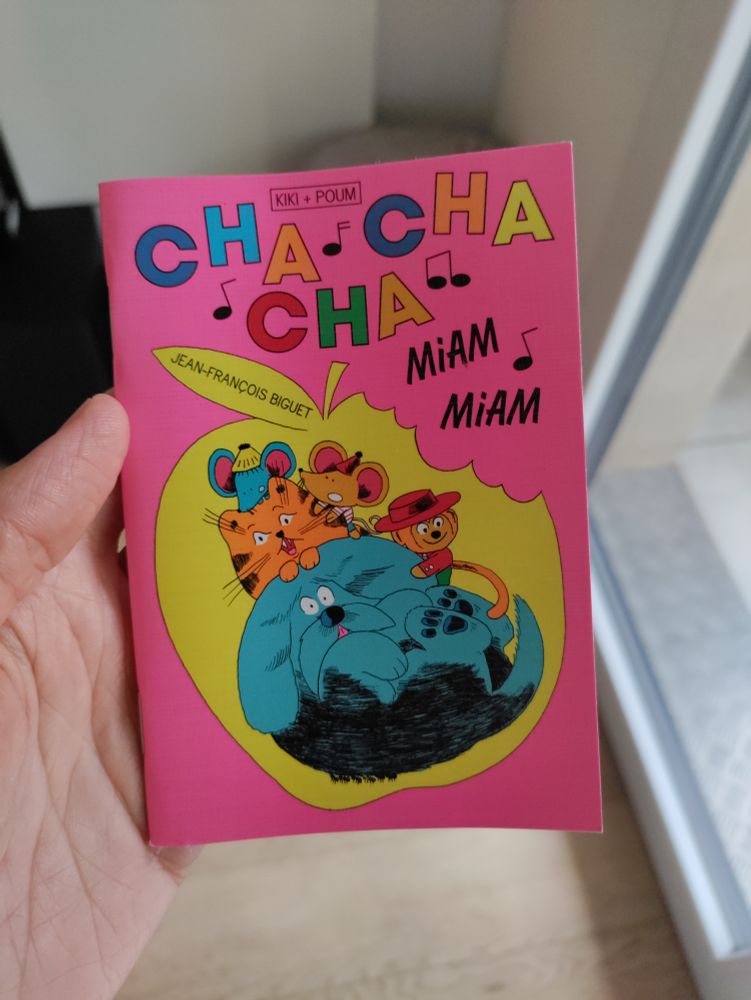 KIKI + POUM
CHA CHA
CHA
MiAM
MiAM
JEAN-FRANÇOIS BIGUET